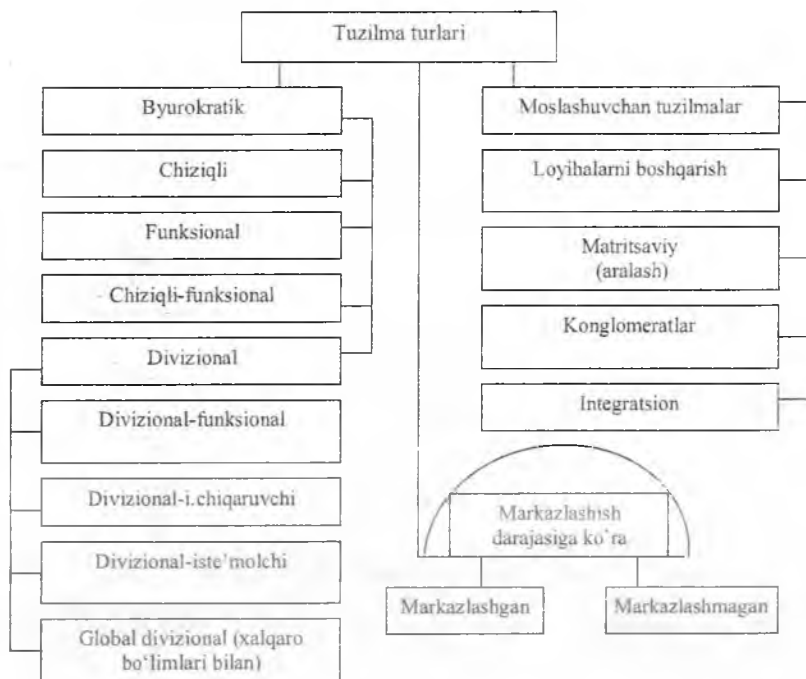 Tuzilma turlari
Byurokratik
Chiziqli
Funksional
Chiziqli-funksional
Divizional
Divizional-funksional
Divizional-i.chiqaruvchi
Divizional-iste'molchi
Global divizional (xalqaro
bo‘limlari bilan)
Moslashuvchan tuzilmalar
Loyihalarni boshqarish
Matritsaviy
(aralash)
Konglomeratlar
Integratsion
Markazlashish
darajasiga ko`ra
Markazlashgan
Markazlashmagan